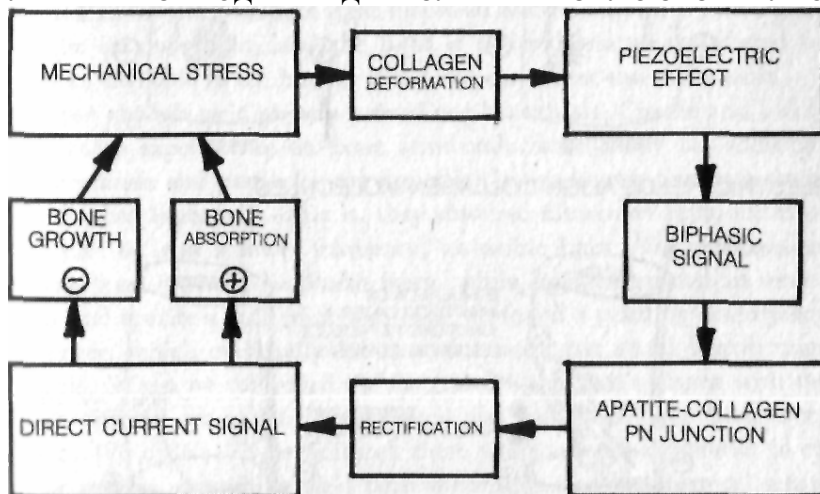 MECHANICAL STRESS
COLLAGEN
DEFORMATION
PIEZOELECTRIC
EFFECT
BONE
GROWTH
⊖
BONE
ABSORPTION
⊕
BIPHASIC
SIGNAL
DIRECT CURRENT SIGNAL
RECTIFICATION
APATITE-COLLAGEN
PN JUNCTION